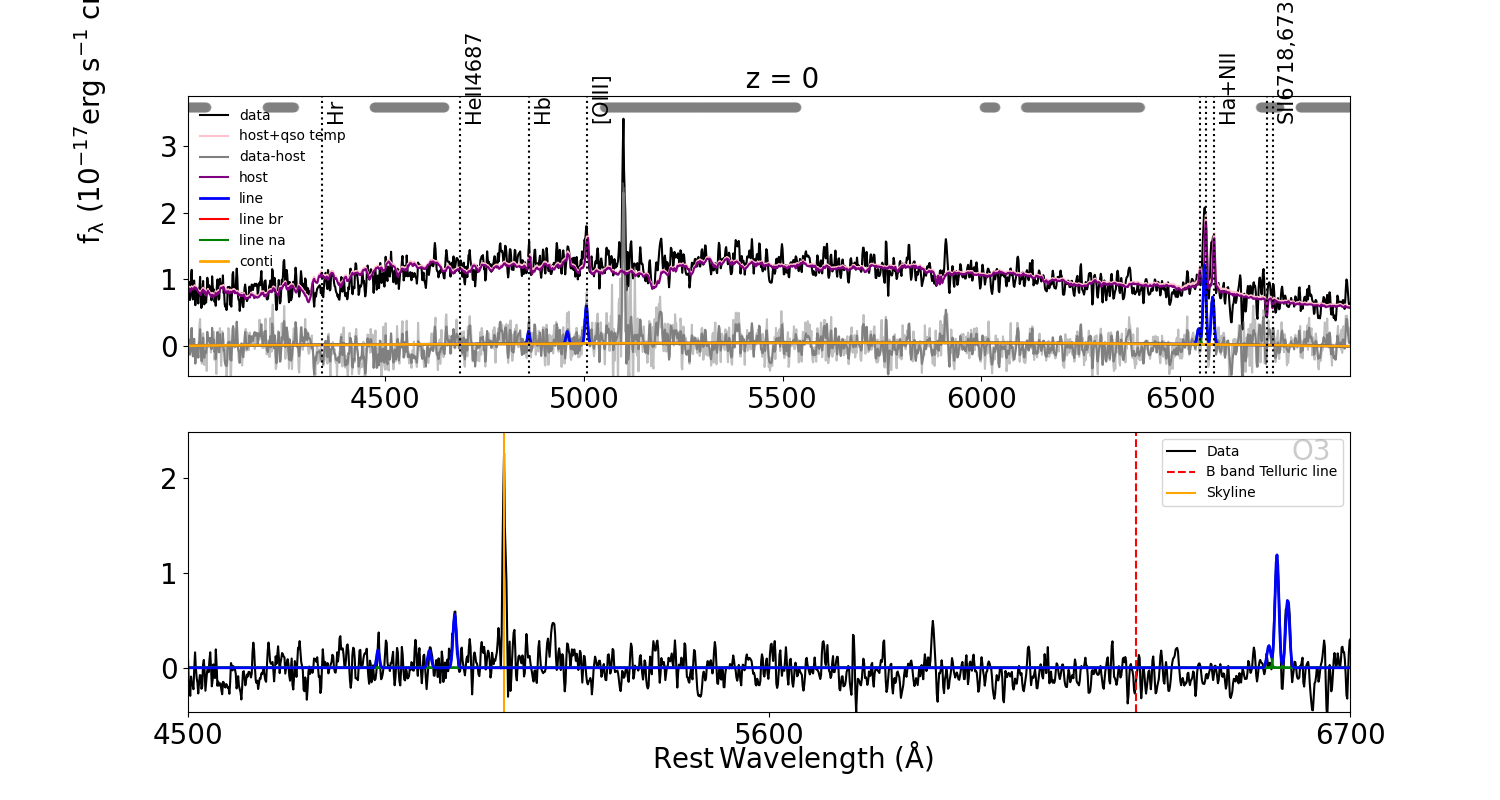 z = 0
fλ (10−17erg s−1 c
Hr
HeII4687
Hb
[OIII]
Ha+NII
SII6718,673
data
host+qso temp
data-host
host
line
line br
line na
conti
3
2
1
0
4500 5000 5500 6000 6500
O3
Data
B band Telluric line
Skyline
2
1
0
4500 5600 6700
Rest Wavelength (Å)